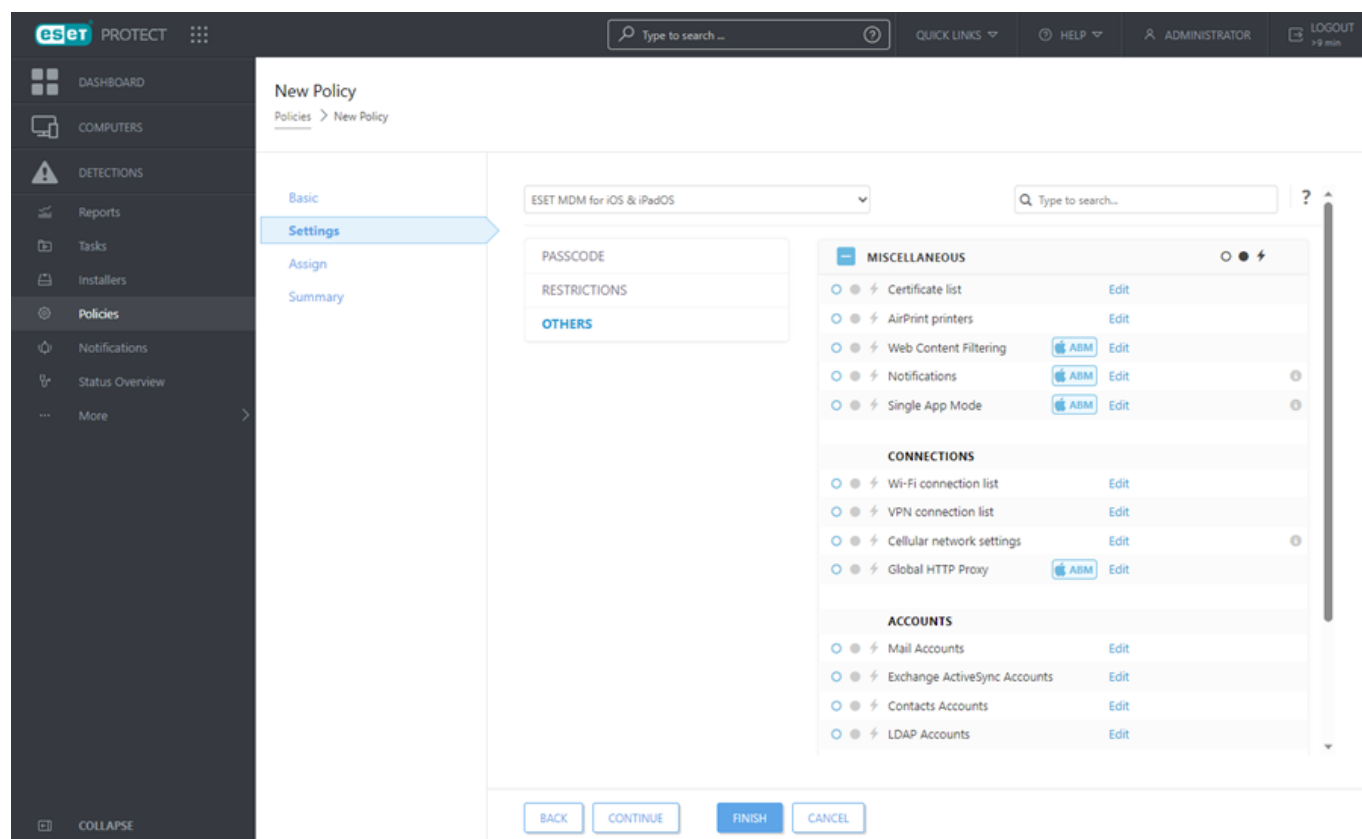 eset PROTECT
Type to search ...
QUICK LINKS
HELP
ADMINISTRATOR
LOGOUT
>9 min
DASHBOARD
COMPUTERS
DETECTIONS
Reports
Tasks
Installers
Policies
Notifications
Status Overview
More
COLLAPSE
New Policy
Policies > New Policy
Basic
Settings
Assign
Summary
ESET MDM for iOS & iPadOS
Type to search...
?
PASSCODE
RESTRICTIONS
OTHERS
MISCELLANEOUS
Certificate list Edit
AirPrint printers Edit
Web Content Filtering ABM Edit
Notifications ABM Edit
Single App Mode ABM Edit
CONNECTIONS
Wi-Fi connection list Edit
VPN connection list Edit
Cellular network settings Edit
Global HTTP Proxy ABM Edit
ACCOUNTS
Mail Accounts Edit
Exchange ActiveSync Accounts Edit
Contacts Accounts Edit
LDAP Accounts Edit
BACK
CONTINUE
FINISH
CANCEL